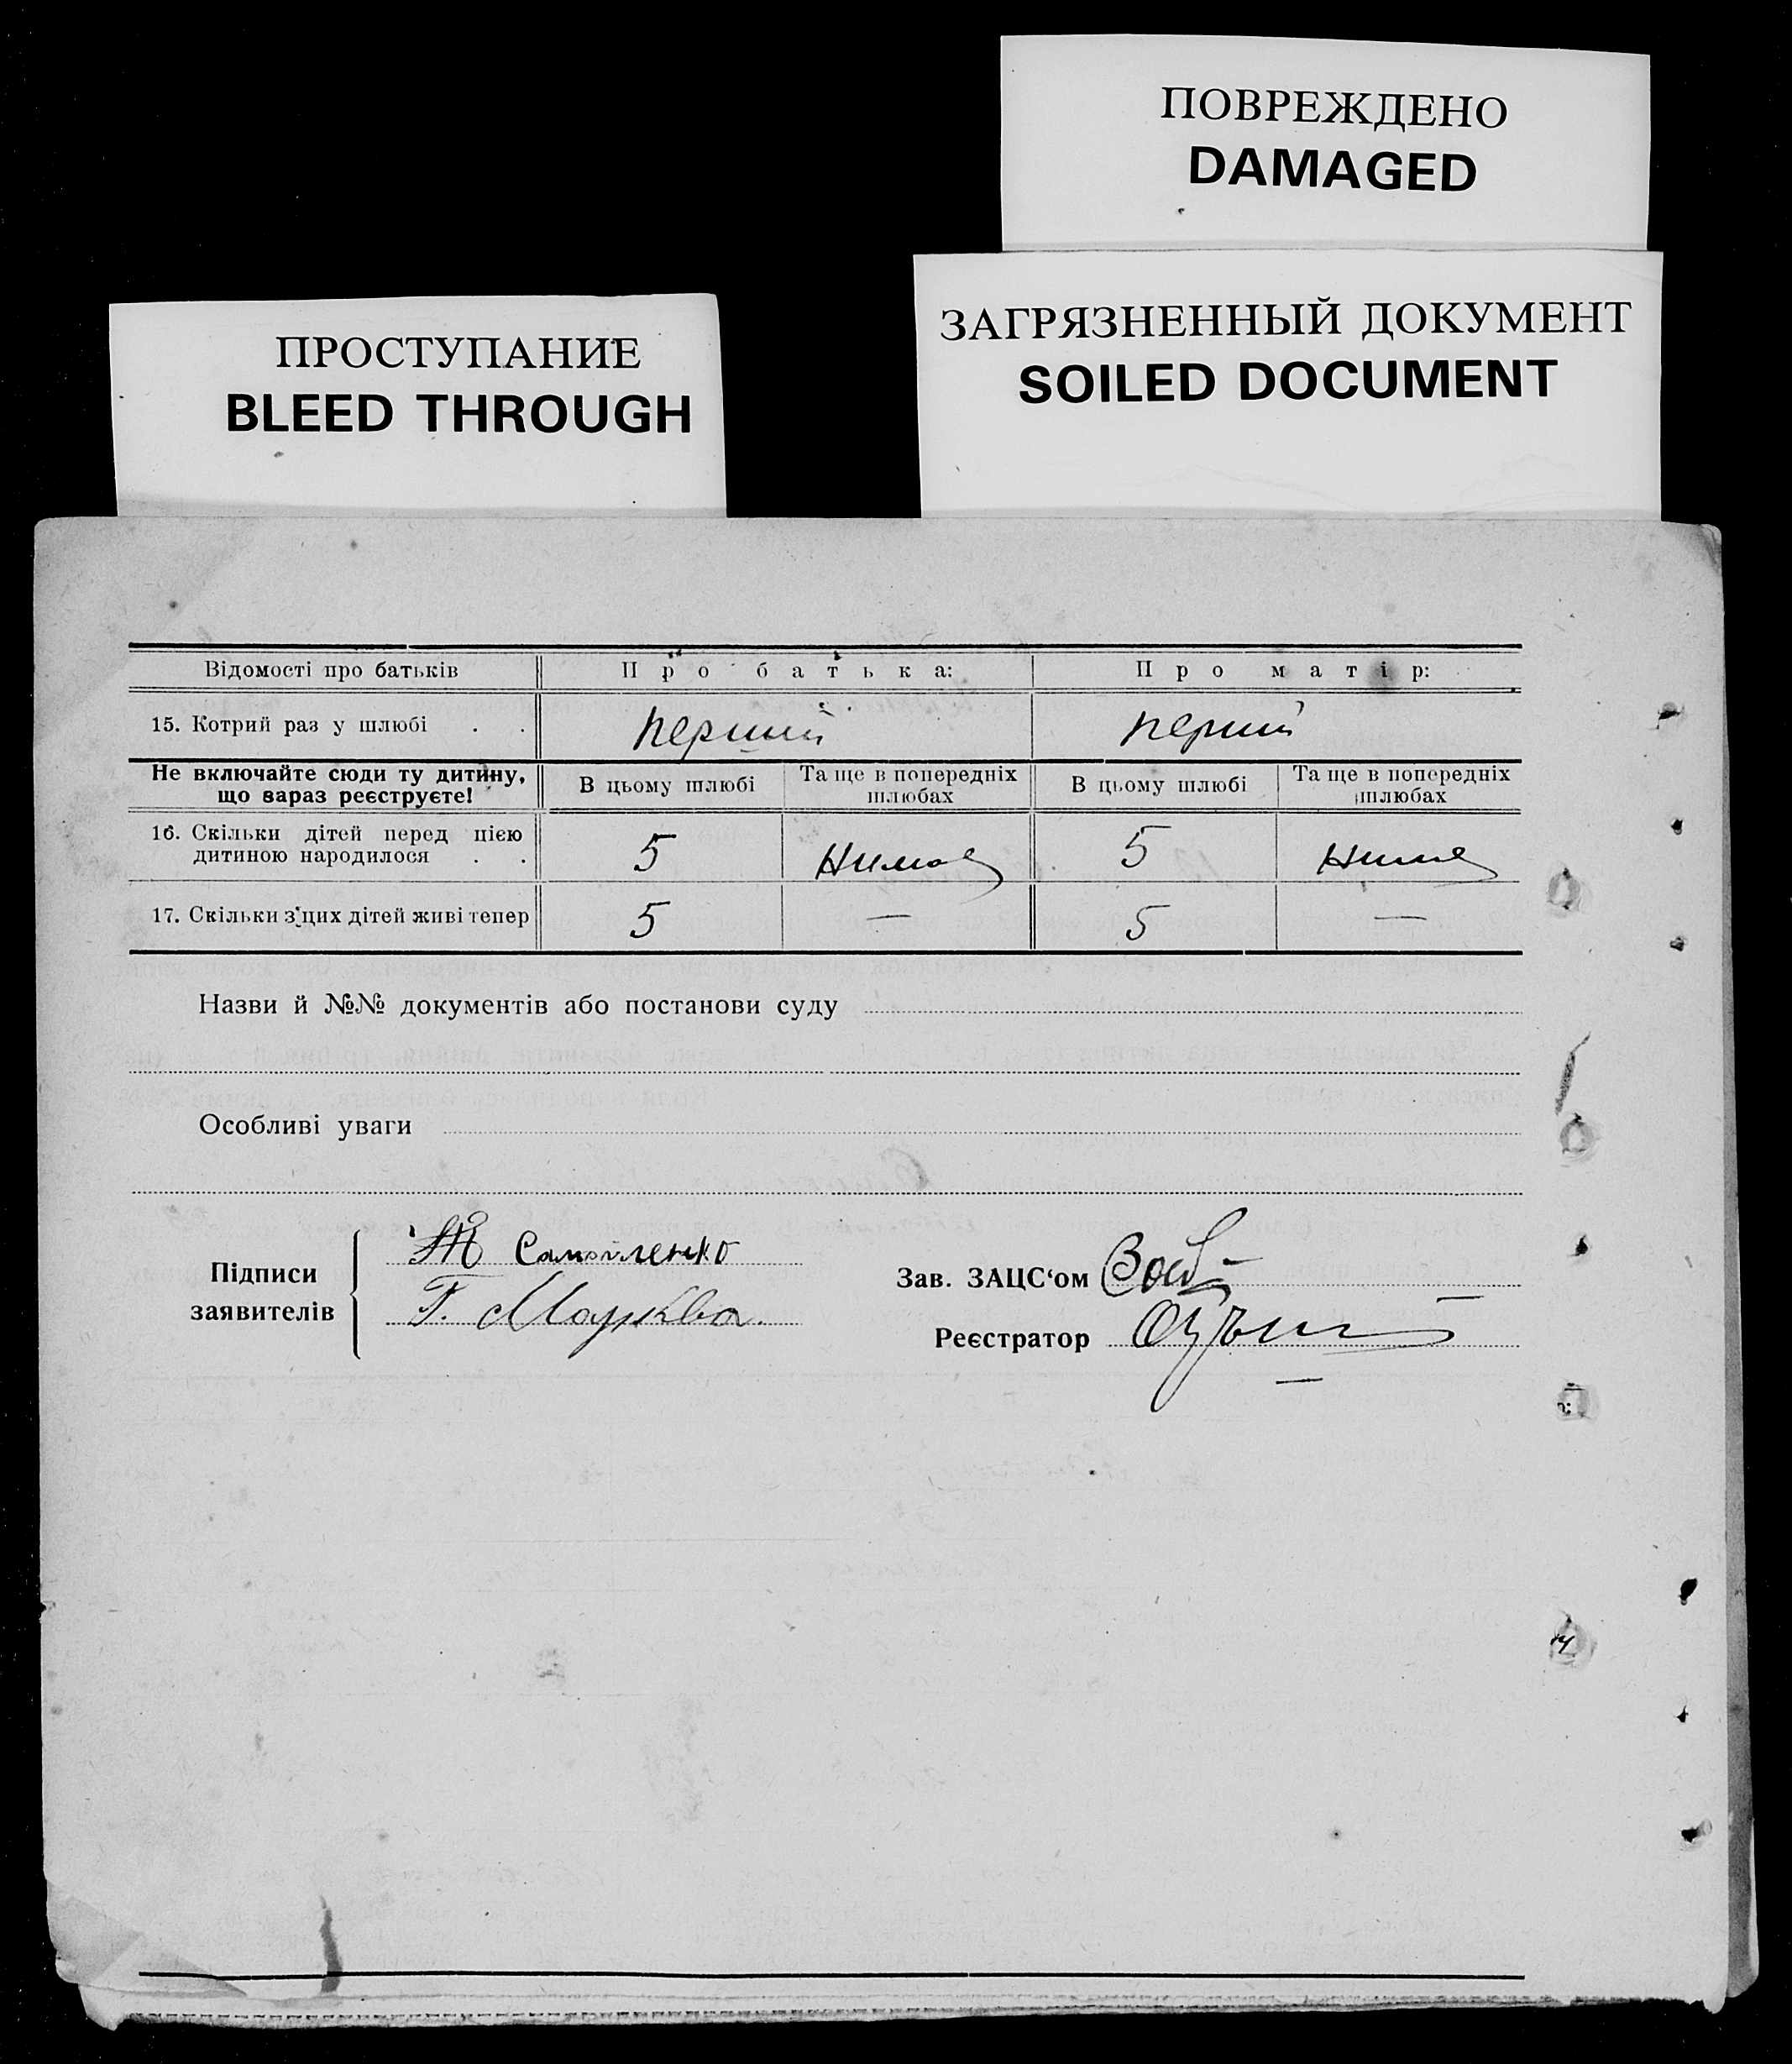 ПОВРЕЖДЕНО
DAMAGED
ЗАГРЯЗНЕННЫЙ ДОКУМЕНТ
SOILED DOCUMENT
ПРОСТУПАНИЕ
BLEED THROUGH
Відомості про батьків Про батька: Про матір:
15. Котрий раз у шлюбі . . перший перший
Не включайте сюди ту дитину, що зараз реєструєте! В цьому шлюбі Та ще в попередніх шлюбах В цьому шлюбі Та ще в попередніх шлюбах
16. Скільки дітей перед цією
дитиною народилося . . 5 Нимає 5
17. Скільки з'цих дітей живі тепер 5 — 5 —
Назви й №№ документів або постанови суду
Особливі уваги
Підписи
заявителів
Самойленко
Г.
Зав. ЗАЦС‘ом
Реєстратор